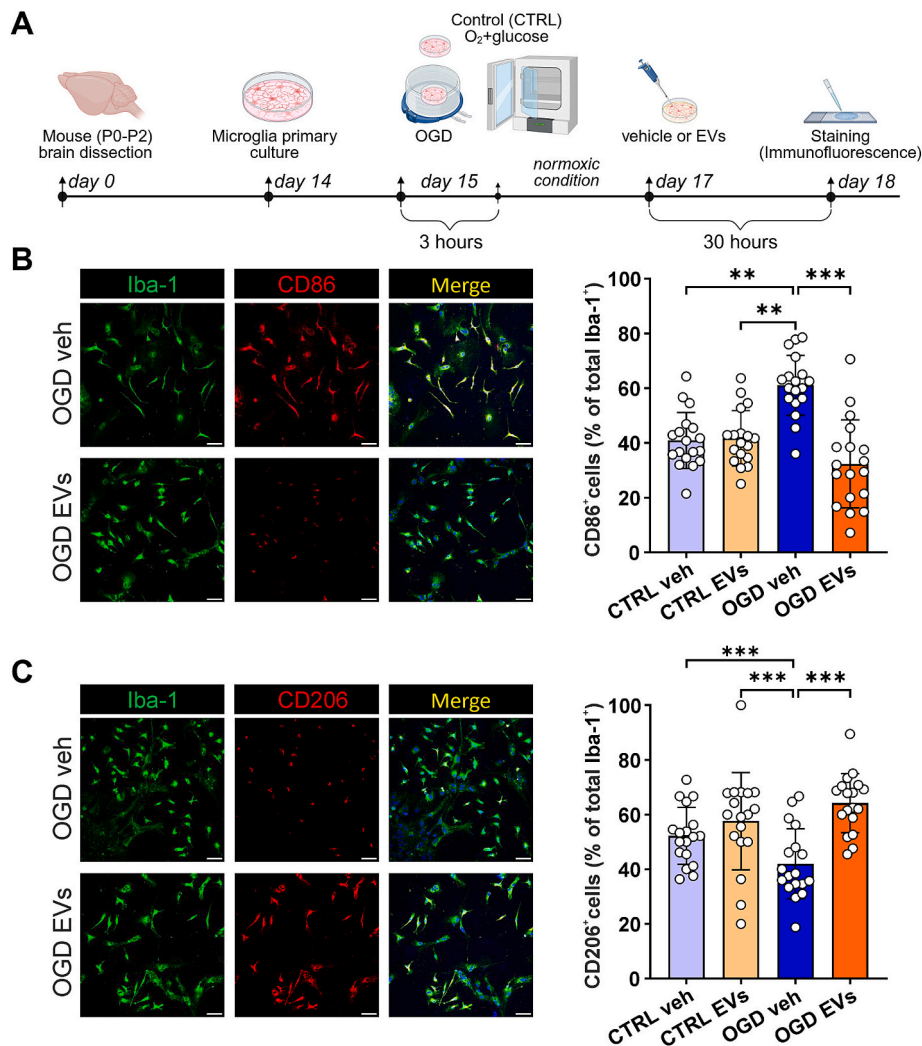 A
Control (CTRL)
O₂+glucose
Mouse (P0-P2)
brain dissection
Microglia primary
culture
OGD
vehicle or EVs
Staining
(Immunofluorescence)
day 0
day 14
day 15
normoxic
condition
day 17
day 18
3 hours
30 hours
B
Iba-1
CD86
Merge
OGD veh
OGD EVs
CD86⁺cells (% of total Iba-1⁺)
100
80
60
40
20
0
**
***
**
CTRL veh
CTRL EVs
OGD veh
OGD EVs
C
Iba-1
CD206
Merge
OGD veh
OGD EVs
CD206⁺cells (% of total Iba-1⁺)
100
80
60
40
20
0
***
***
***
CTRL veh
CTRL EVs
OGD veh
OGD EVs